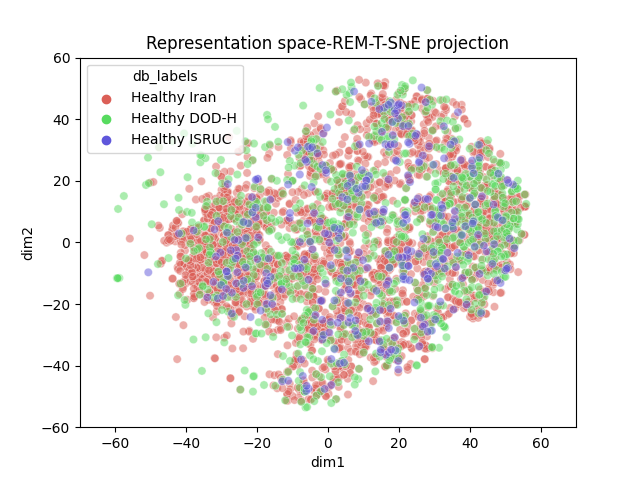 Representation space-REM-T-SNE projection
db_labels
Healthy Iran
Healthy DOD-H
Healthy ISRUC
60
40
20
0
−20
−40
−60
dim2
−60 −40 −20 0 20 40 60
dim1